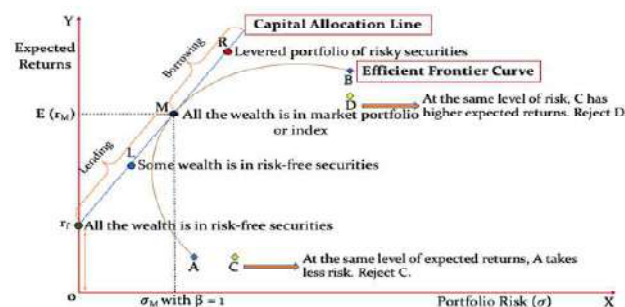 Y
Capital Allocation Line
Expected
Returns
Borrowing
R
Levered portfolio of risky securities
B
Efficient Frontier Curve
M
D
At the same level of risk, C has
higher expected returns. Reject D
E (rM)
All the wealth is in market portfolio
or index
Lending
L
Some wealth is in risk-free securities
rf
All the wealth is in risk-free securities
A
C
At the same level of expected returns, A takes
less risk. Reject C.
O
σM with β = 1
Portfolio Risk (σ)
X